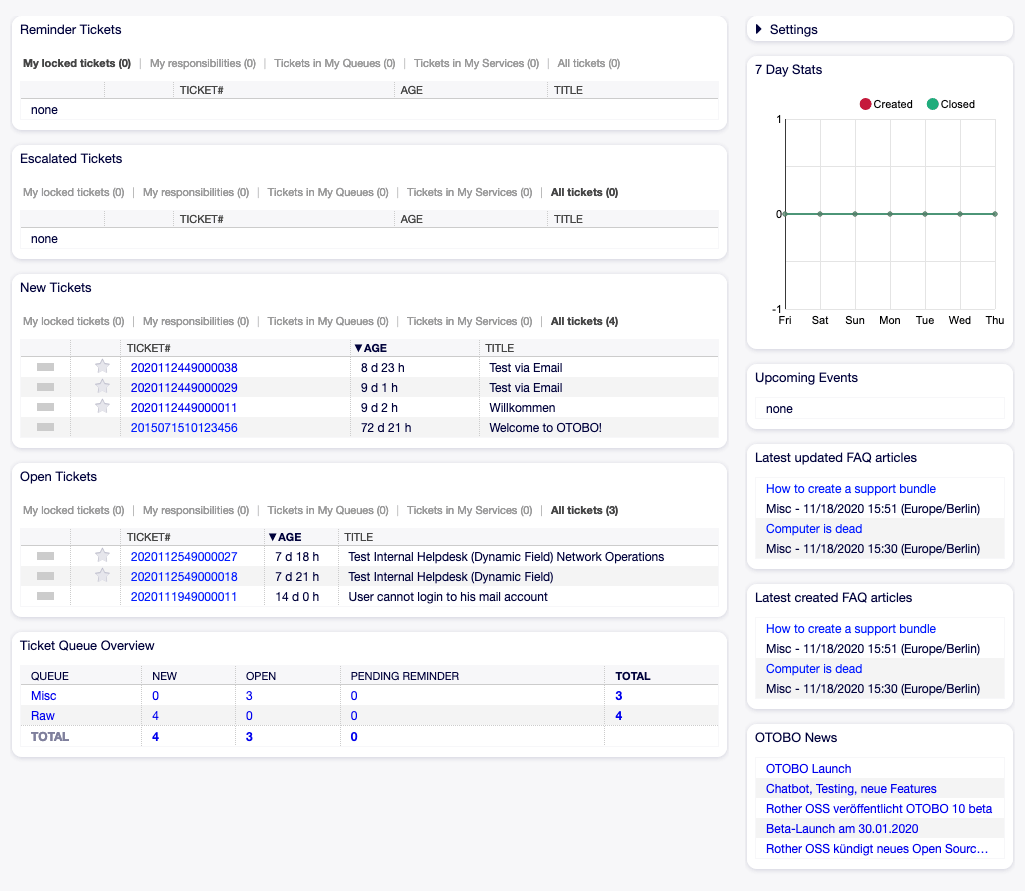 Reminder Tickets
My locked tickets (0) | My responsibilities (0) | Tickets in My Queues (0) | Tickets in My Services (0) | All tickets (0)
TICKET# AGE TITLE
none
Escalated Tickets
My locked tickets (0) | My responsibilities (0) | Tickets in My Queues (0) | Tickets in My Services (0) | All tickets (0)
TICKET# AGE TITLE
none
New Tickets
My locked tickets (0) | My responsibilities (0) | Tickets in My Queues (0) | Tickets in My Services (0) | All tickets (4)
TICKET# ▼AGE TITLE
2020112449000038 8 d 23 h Test via Email
2020112449000029 9 d 1 h Test via Email
2020112449000011 9 d 2 h Willkommen
2015071510123456 72 d 21 h Welcome to OTOBO!
Open Tickets
My locked tickets (0) | My responsibilities (0) | Tickets in My Queues (0) | Tickets in My Services (0) | All tickets (3)
TICKET# ▼AGE TITLE
2020112549000027 7 d 18 h Test Internal Helpdesk (Dynamic Field) Network Operations
2020112549000018 7 d 21 h Test Internal Helpdesk (Dynamic Field)
2020111949000011 14 d 0 h User cannot login to his mail account
Ticket Queue Overview
QUEUE NEW OPEN PENDING REMINDER TOTAL
Misc 0 3 0 3
Raw 4 0 0 4
TOTAL 4 3 0
Settings
7 Day Stats
Created Closed
1
0
-1
Fri Sat Sun Mon Tue Wed Thu
Upcoming Events
none
Latest updated FAQ articles
How to create a support bundle
Misc - 11/18/2020 15:51 (Europe/Berlin)
Computer is dead
Misc - 11/18/2020 15:30 (Europe/Berlin)
Latest created FAQ articles
How to create a support bundle
Misc - 11/18/2020 15:51 (Europe/Berlin)
Computer is dead
Misc - 11/18/2020 15:30 (Europe/Berlin)
OTOBO News
OTOBO Launch
Chatbot, Testing, neue Features
Rother OSS veröffentlicht OTOBO 10 beta
Beta-Launch am 30.01.2020
Rother OSS kündigt neues Open Sourc…